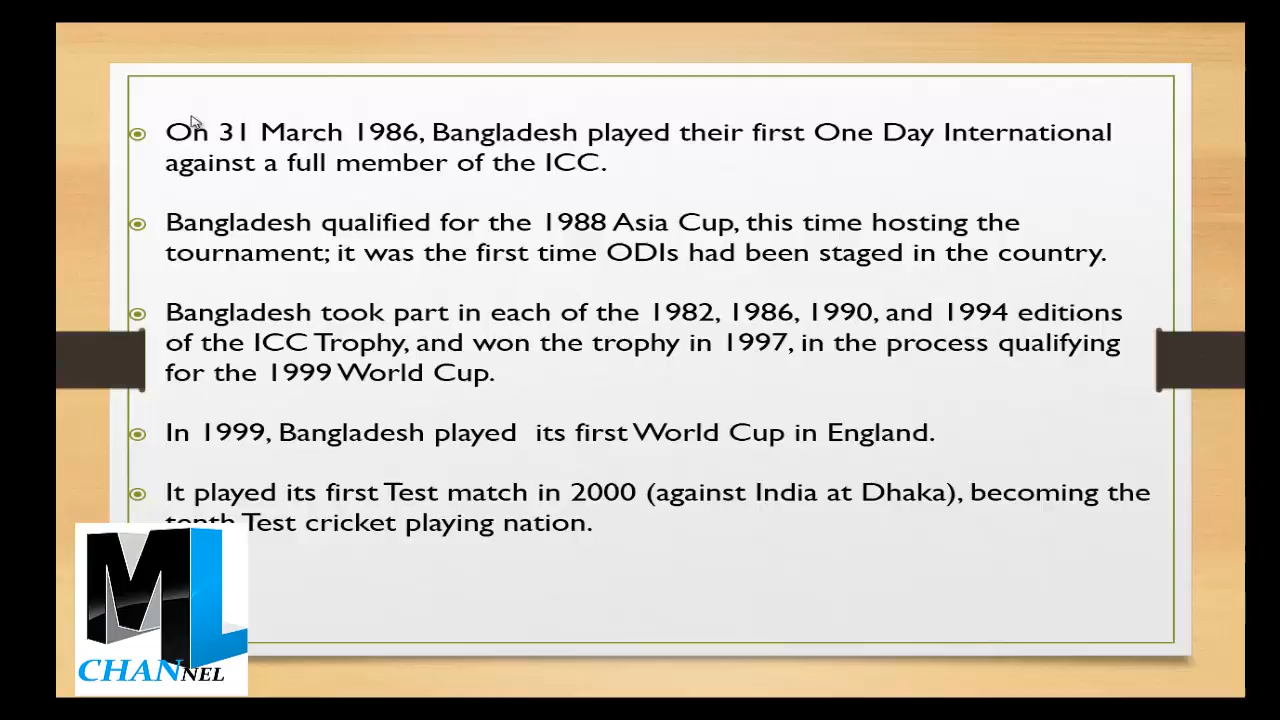 On 31 March 1986, Bangladesh played their first One Day International
against a full member of the ICC.
Bangladesh qualified for the 1988 Asia Cup, this time hosting the
tournament; it was the first time ODIs had been staged in the country.
Bangladesh took part in each of the 1982, 1986, 1990, and 1994 editions
of the ICC Trophy, and won the trophy in 1997, in the process qualifying
for the 1999 World Cup.
In 1999, Bangladesh played its first World Cup in England.
It played its first Test match in 2000 (against India at Dhaka), becoming the
tenth Test cricket playing nation.
ML
CHANNEL